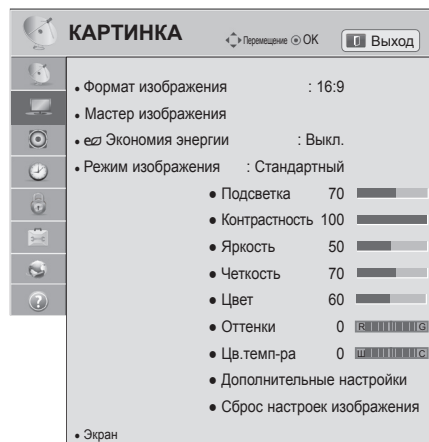 КАРТИНКА Перемещение OK Выход
• Формат изображения : 16:9
• Мастер изображения
• Экономия энергии : Выкл.
• Режим изображения : Стандартный
• Подсветка 70
• Контрастность 100
• Яркость 50
• Четкость 70
• Цвет 60
• Оттенки 0 R G
• Цв.темп-ра 0 Ш С
• Дополнительные настройки
• Сброс настроек изображения
• Экран